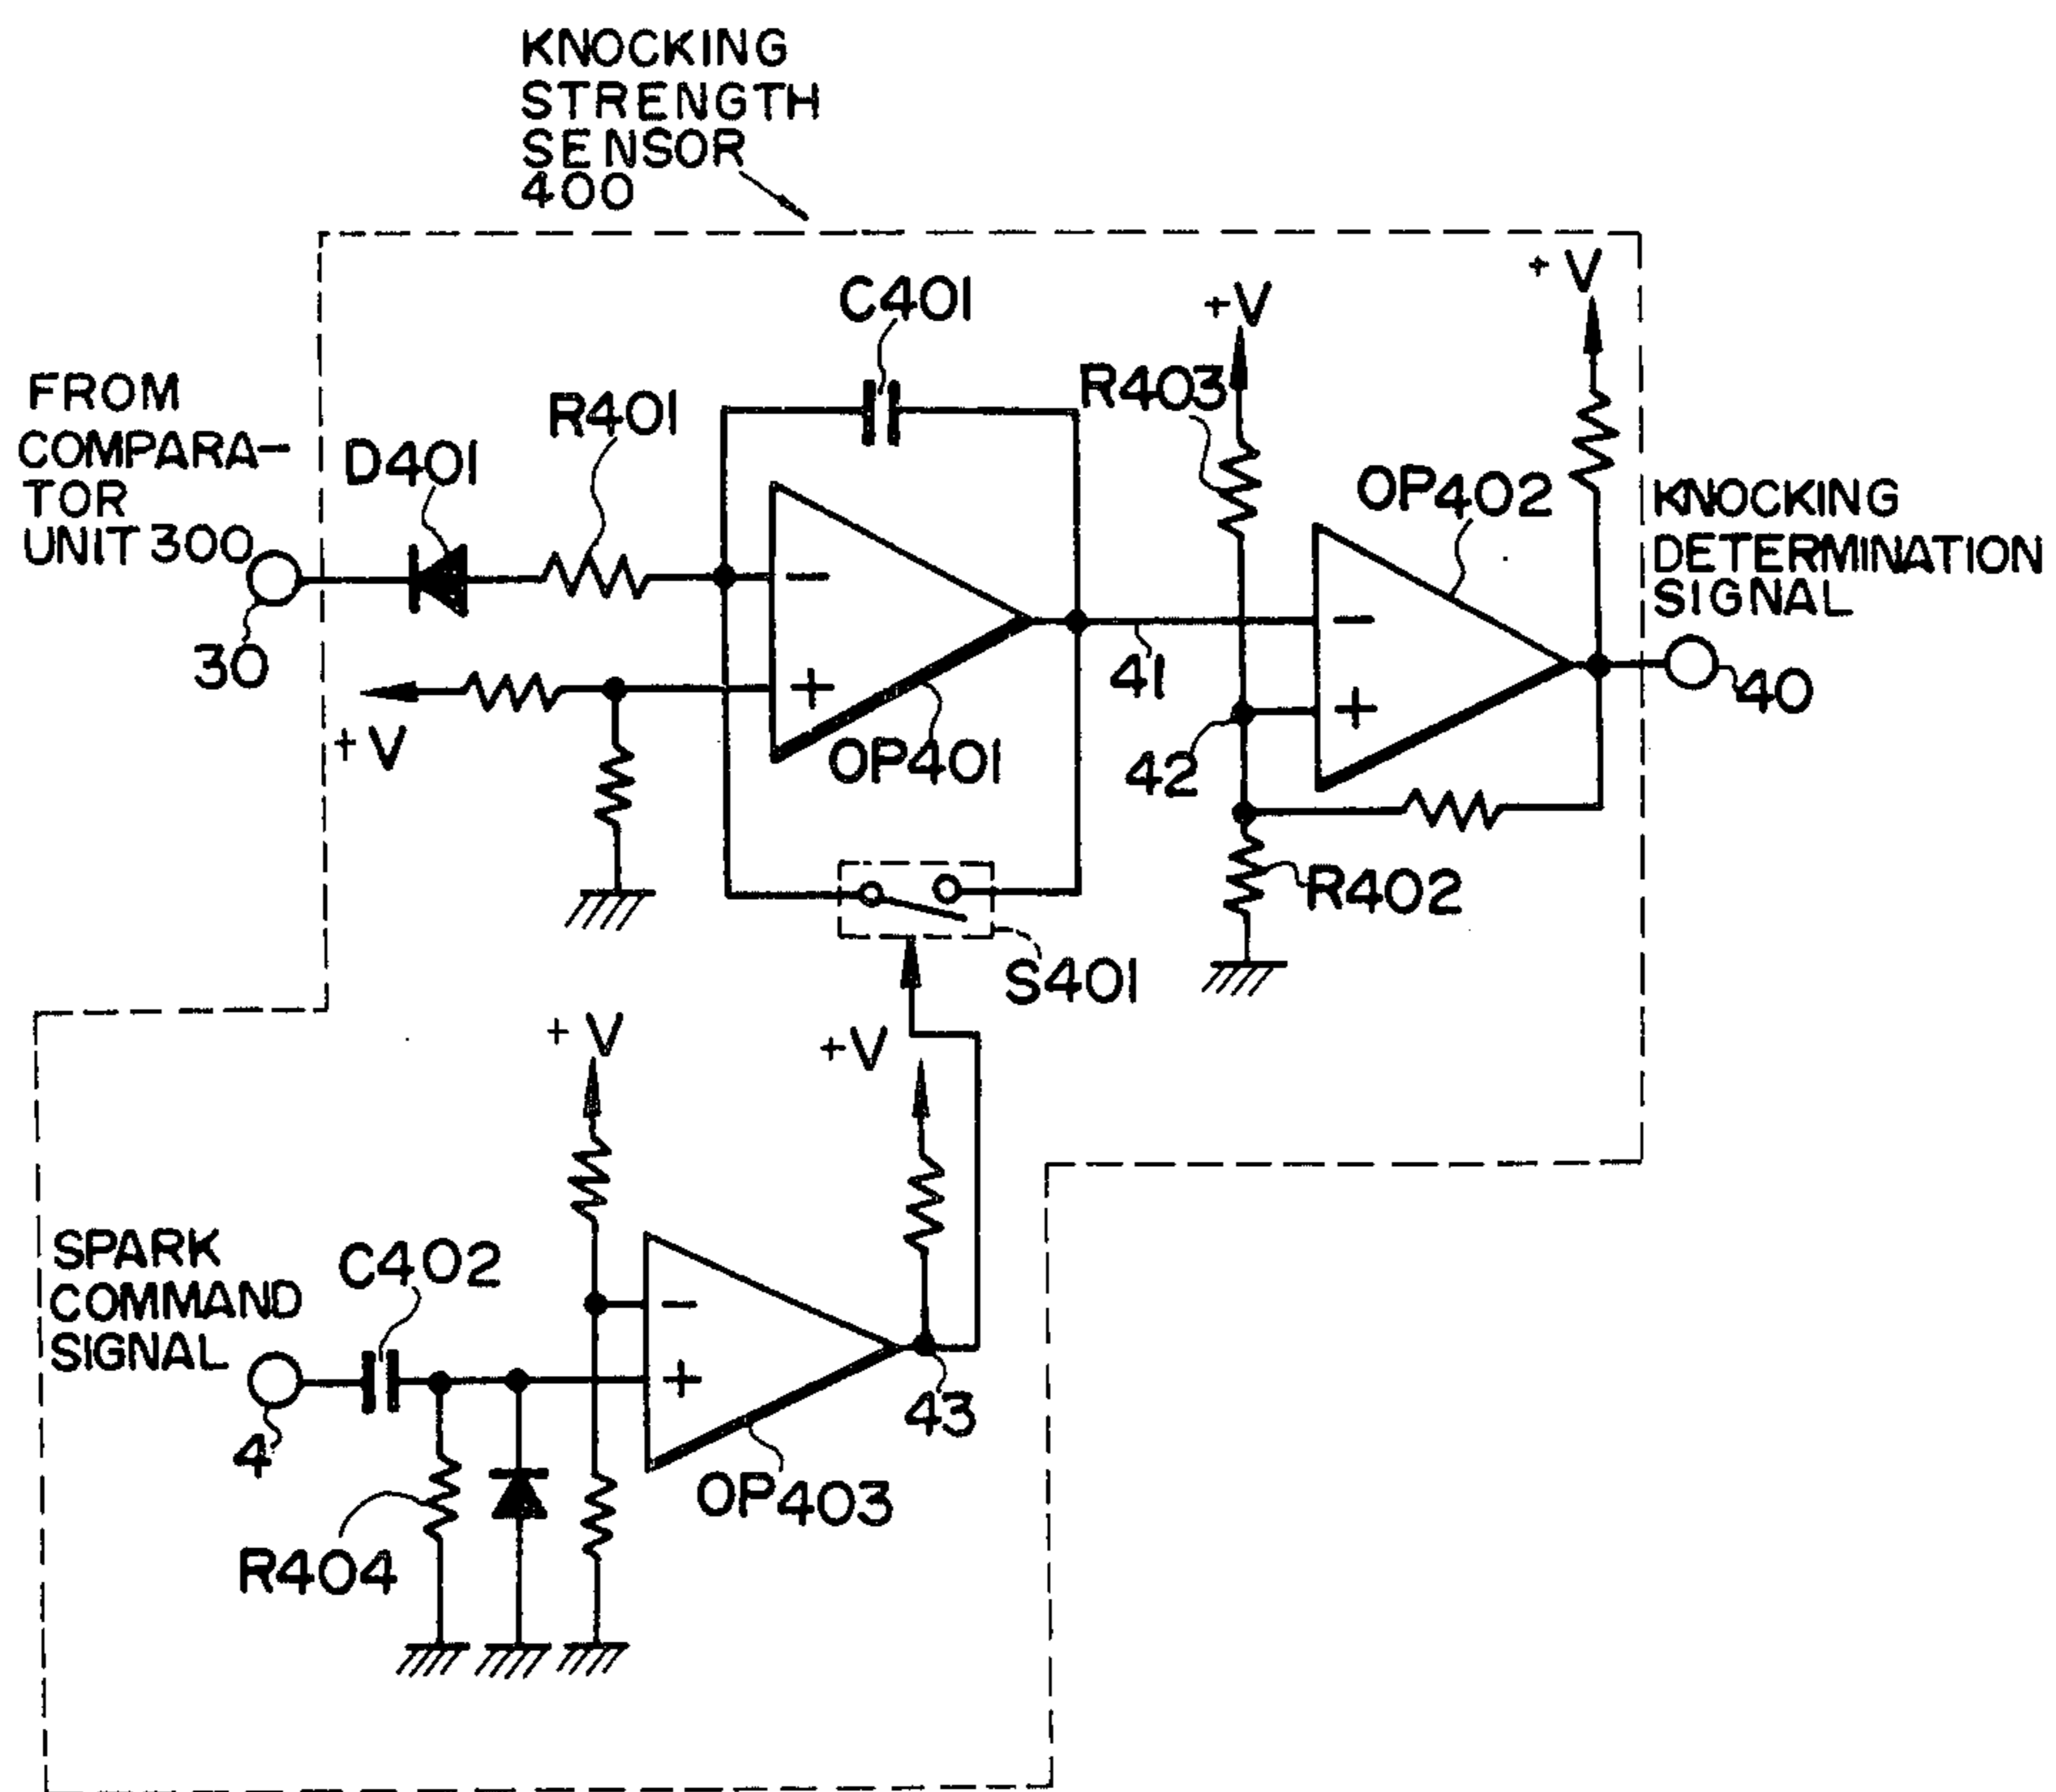 KNOCKING
STRENGTH
SENSOR
400
+V
C401
+V
FROM
COMPARA-
TOR
UNIT 300
R401
R403
D401
OP402
KNOCKING
DETERMINATION
SIGNAL
-
-
30
41
40
+
+
+V
OP401
42
R402
S401
+V
+V
SPARK
COMMAND
SIGNAL
C402
-
+
4
43
OP403
R404